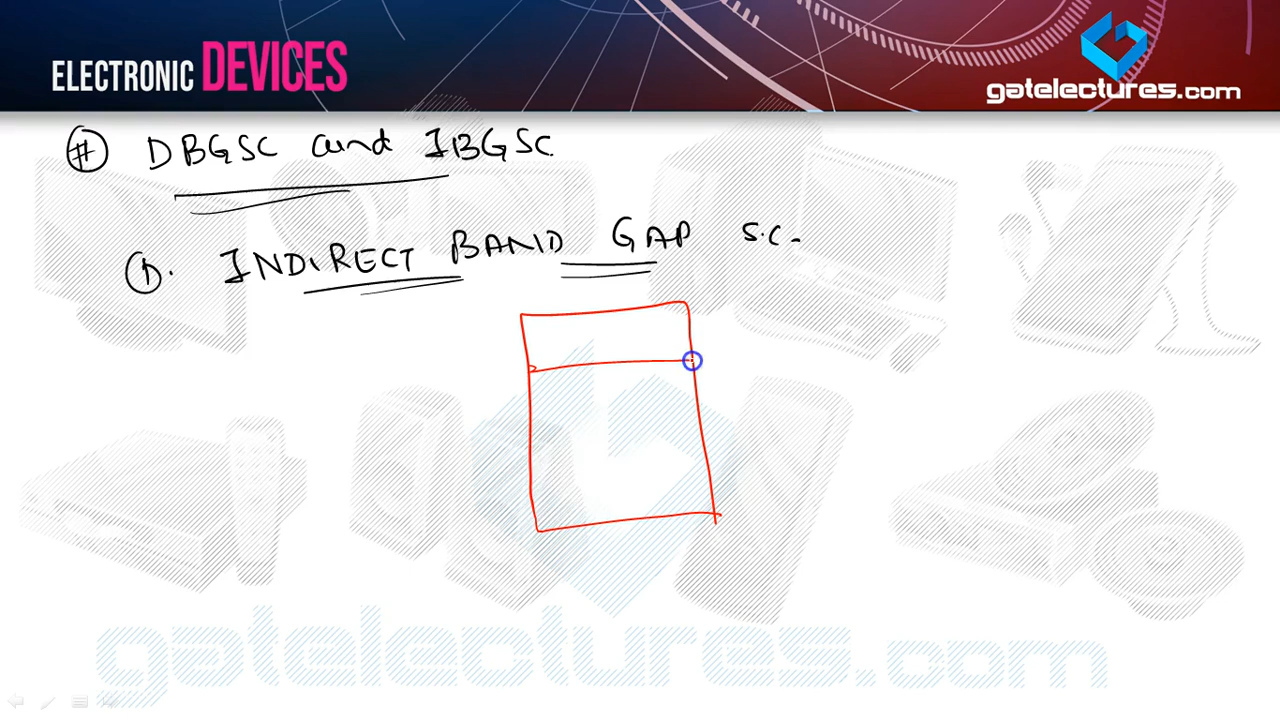 ELECTRONIC DEVICES
gatelectures.com
# DBGSC and IBGSC
1. INDIRECT BAND GAP S.C.
gatelectures.com